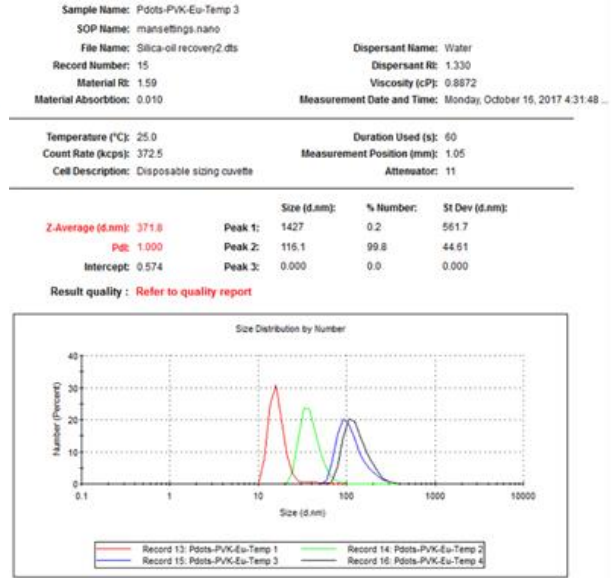 Sample Name: Pdots-PVK-Eu-Temp 3
SOP Name: mansettings.nano
File Name: Silica-oil recovery2.dts Dispersant Name: Water
Record Number: 15 Dispersant RI: 1.330
Material RI: 1.59 Viscosity (cP): 0.8872
Material Absorbtion: 0.010 Measurement Date and Time: Monday, October 16, 2017 4:31:48 ...
Temperature (°C): 25.0 Duration Used (s): 60
Count Rate (kcps): 372.5 Measurement Position (mm): 1.05
Cell Description: Disposable sizing cuvette Attenuator: 11
Size (d.nm): % Number: St Dev (d.nm):
Z-Average (d.nm): 371.8 Peak 1: 1427 0.2 561.7
PdI: 1.000 Peak 2: 116.1 99.8 44.61
Intercept: 0.574 Peak 3: 0.000 0.0 0.000
Result quality : Refer to quality report
Size Distribution by Number
Number (Percent)
40
30
20
10
0
0.1 1 10 100 1000 10000
Size (d.nm)
Record 13: Pdots-PVK-Eu-Temp 1 Record 14: Pdots-PVK-Eu-Temp 2
Record 15: Pdots-PVK-Eu-Temp 3 Record 16: Pdots-PVK-Eu-Temp 4